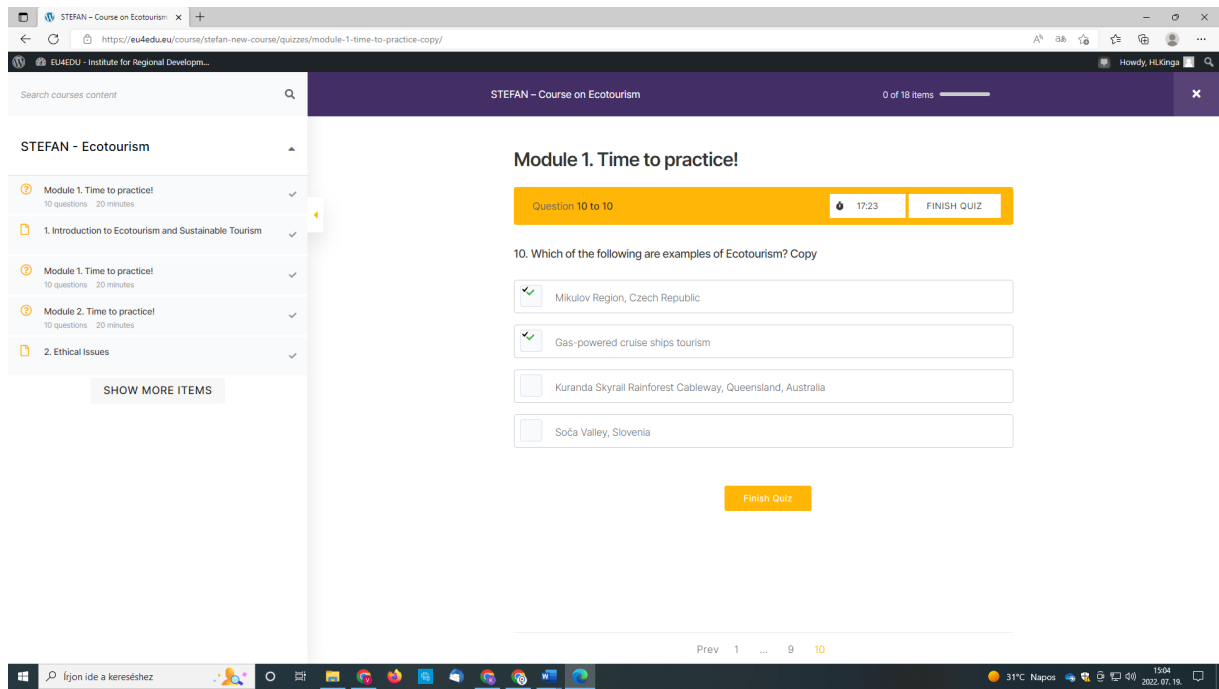 STEFAN – Course on Ecotourism
https://eu4edu.eu/course/stefan-new-course/quizzes/module-1-time-to-practice-copy/
EU4EDU - Institute for Regional Developm...
Howdy, HLKinga
Search courses content
STEFAN – Course on Ecotourism
0 of 18 items
STEFAN - Ecotourism
Module 1. Time to practice!
10 questions 20 minutes
1. Introduction to Ecotourism and Sustainable Tourism
Module 1. Time to practice!
10 questions 20 minutes
Module 2. Time to practice!
10 questions 20 minutes
2. Ethical Issues
SHOW MORE ITEMS
Module 1. Time to practice!
Question 10 to 10
17:23
FINISH QUIZ
10. Which of the following are examples of Ecotourism? Copy
Mikulov Region, Czech Republic
Gas-powered cruise ships tourism
Kuranda Skyrail Rainforest Cableway, Queensland, Australia
Soča Valley, Slovenia
Finish Quiz
Prev 1 ... 9 10
Írjon ide a kereséshez
31°C Napos
15:04
2022. 07. 19.